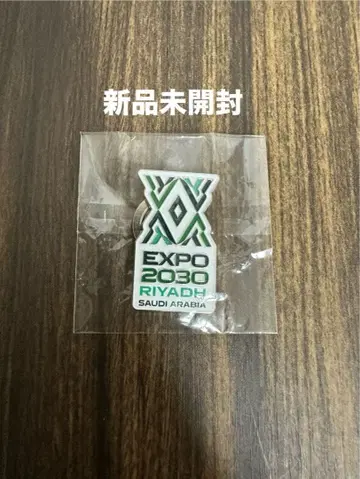 新品未開封
EXPO
2030
RIYADH
SAUDI ARABIA